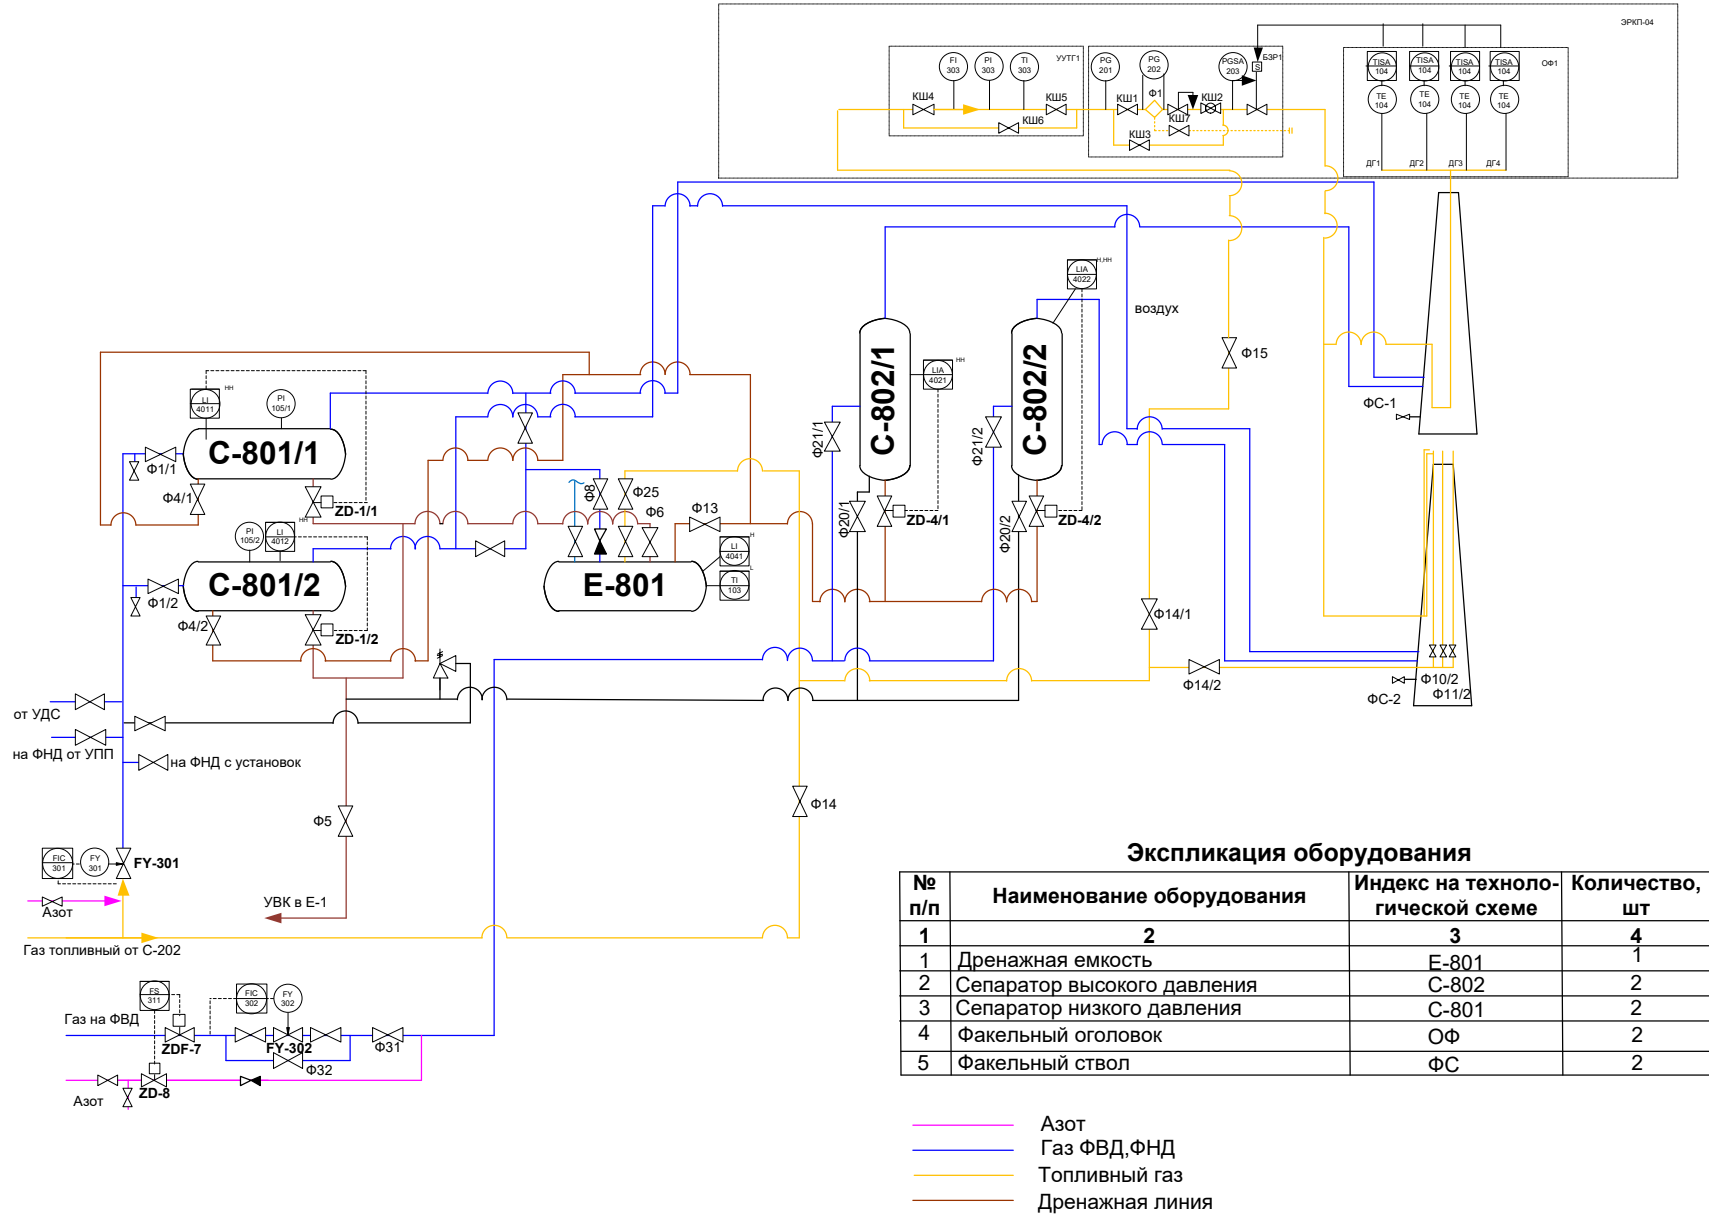 ЭРКП-04
УУТГ1
БЗР1
ОФ1
FI
303
PI
303
TI
303
PG
201
PG
202
PGSA
203
S
TISA
104
TISA
104
TISA
104
TISA
104
TE
104
TE
104
TE
104
TE
104
КШ4
КШ5
КШ6
КШ1
Ф1
КШ2
КШ7
КШ3
ДГ1
ДГ2
ДГ3
ДГ4
LIA
4022
H,HH
воздух
Ф15
ФС-1
C-802/1
C-802/2
LIA
4021
HH
LI
4011
HH
PI
105/1
C-801/1
Ф1/1
Ф4/1
ZD-1/1
PI
105/2
LI
4012
HH
C-801/2
Ф1/2
Ф4/2
ZD-1/2
Ф8
Ф25
Ф6
Ф13
E-801
LI
4041
H
L
TI
103
Ф21/1
Ф21/2
Ф20/1
Ф20/2
ZD-4/1
ZD-4/2
Ф14/1
Ф14/2
Ф10/2
Ф11/2
ФС-2
от УДС
на ФНД от УПП
на ФНД с установок
Ф5
Ф14
FIC
301
FY
301
FY-301
Азот
УВК в Е-1
Газ топливный от С-202
FS
311
FIC
302
FY
302
Газ на ФВД
ZDF-7
FY-302
Ф31
Ф32
Азот
ZD-8
Экспликация оборудования
№ п/п
Наименование оборудования
Индекс на техноло-
гической схеме
Количество,
шт
1 2 3 4
1 Дренажная емкость Е-801 1
2 Сепаратор высокого давления С-802 2
3 Сепаратор низкого давления С-801 2
4 Факельный оголовок ОФ 2
5 Факельный ствол ФС 2
Азот
Газ ФВД,ФНД
Топливный газ
Дренажная линия